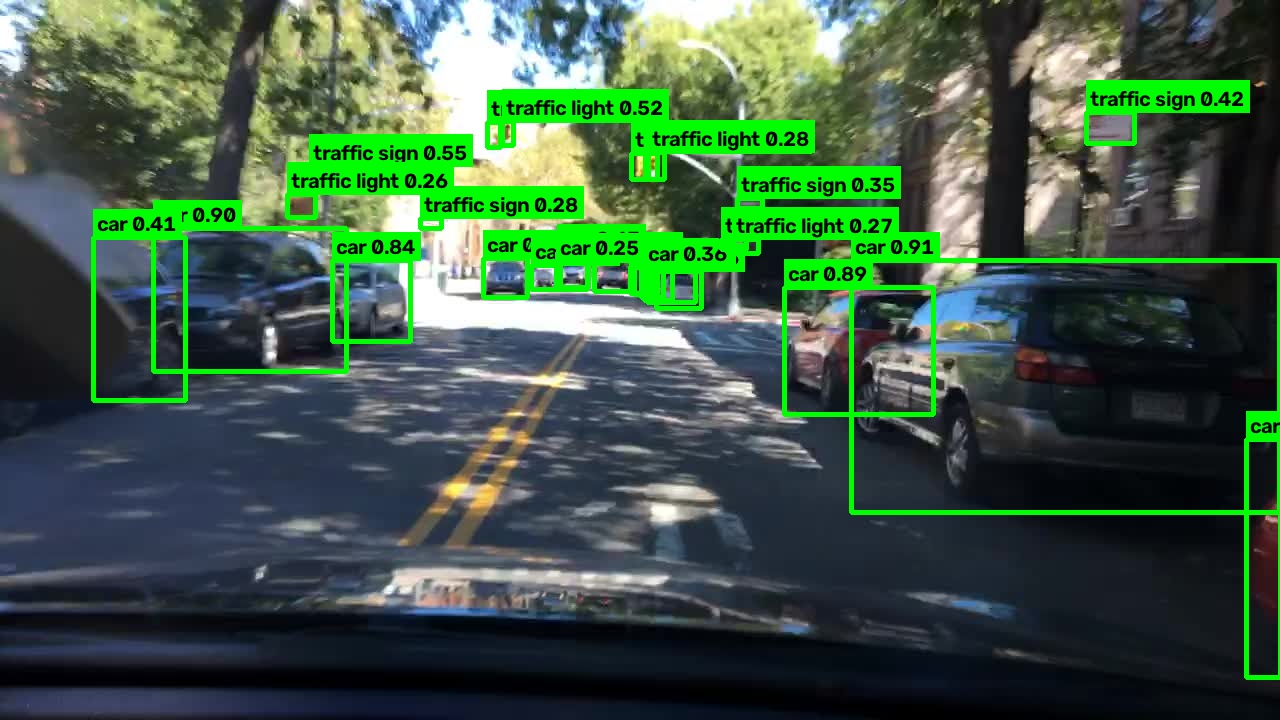 traffic sign 0.42
traffic light 0.52
traffic light 0.28
traffic sign 0.55
traffic light 0.26
traffic sign 0.35
traffic sign 0.28
car 0.41
0.90
traffic light 0.27
car 0.84
car
0.25
car 0.36
car 0.91
car 0.89
car